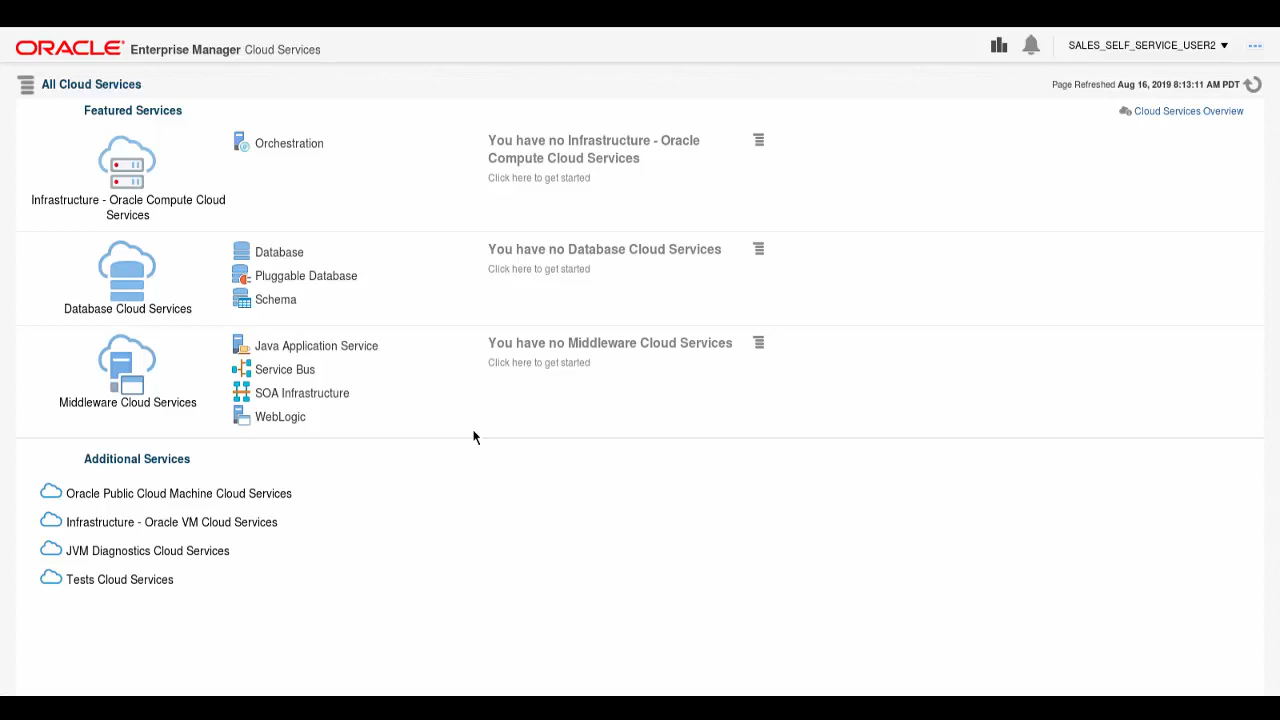 ORACLE Enterprise Manager Cloud Services
SALES_SELF_SERVICE_USER2
All Cloud Services
Page Refreshed Aug 16, 2019 8:13:11 AM PDT
Featured Services
Cloud Services Overview
Infrastructure - Oracle Compute Cloud
Services
Orchestration
You have no Infrastructure - Oracle
Compute Cloud Services
Click here to get started
Database Cloud Services
Database
Pluggable Database
Schema
You have no Database Cloud Services
Click here to get started
Middleware Cloud Services
Java Application Service
Service Bus
SOA Infrastructure
WebLogic
You have no Middleware Cloud Services
Click here to get started
Additional Services
Oracle Public Cloud Machine Cloud Services
Infrastructure - Oracle VM Cloud Services
JVM Diagnostics Cloud Services
Tests Cloud Services